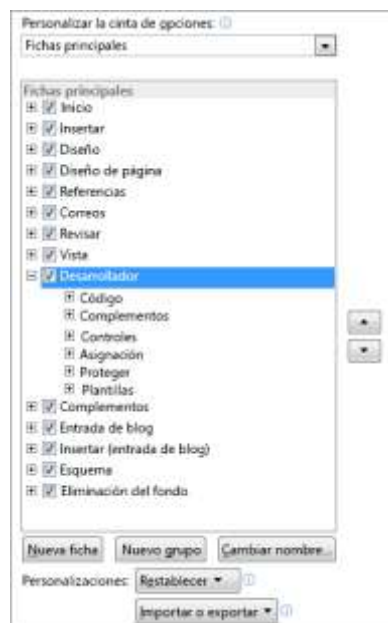 Personalizar la cinta de opciones:
Fichas principales
Fichas principales
Inicio
Insertar
Diseño
Diseño de página
Referencias
Correos
Revisar
Vista
Desarrollador
Código
Complementos
Controles
Asignación
Proteger
Plantillas
Complementos
Entrada de blog
Insertar (entrada de blog)
Esquema
Eliminación del fondo
Nueva ficha Nuevo grupo Cambiar nombre...
Personalizaciones: Restablecer
Importar o exportar